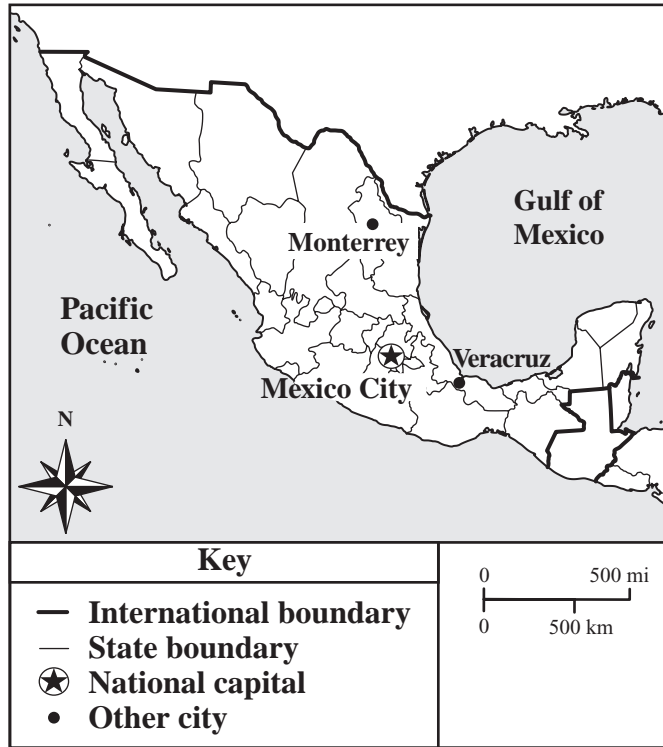 Gulf of
Mexico
Monterrey
Pacific
Ocean
Veracruz
Mexico City
N
Key
International boundary
State boundary
National capital
Other city
0 500 mi
0 500 km